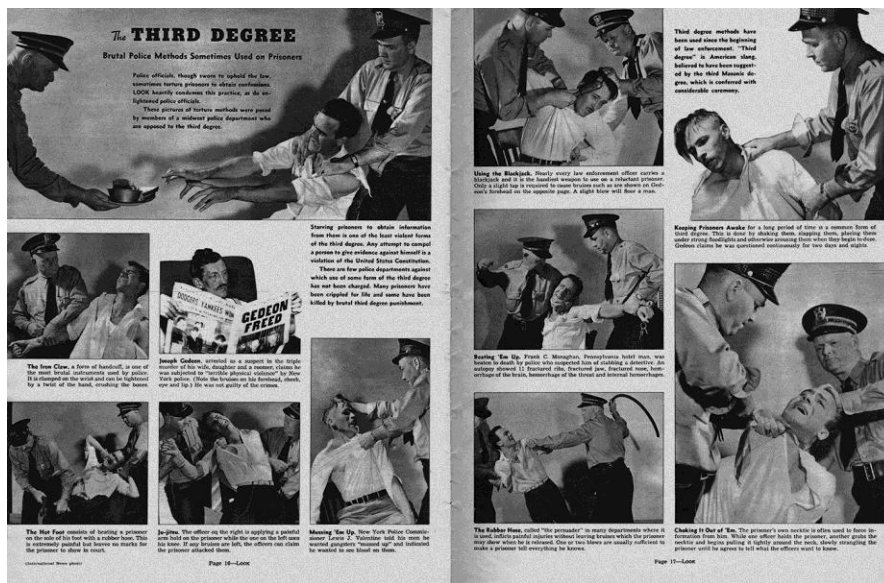 The THIRD DEGREE
Brutal Police Methods Sometimes Used on Prisoners
Police officials, though sworn to uphold the law,
sometimes torture prisoners to obtain confessions.
LOOK heartily condemns this practice, as do en-
lightened police officials.
These pictures of torture methods were posed
by members of a midwest police department who
are opposed to the third degree.
Starving prisoners to obtain information
from them is one of the least violent forms
of the third degree. Any attempt to compel
a person to give evidence against himself is a
violation of the United States Constitution.
There are few police departments against
which use of some form of the third degree
has not been charged. Many prisoners have
been crippled for life and some have been
killed by brutal third degree punishment.
The Iron Claw, a form of handcuff, is one of
the most brutal instruments used by police.
It is clamped on the wrist and can be tightened
by a twist of the hand, crushing the bones.
DODGERS YANKEES WIN
GEDEON
FREED
Joseph Gedeon, arrested as a suspect in the triple
murder of his wife, daughter and a roomer, claims he
was subjected to "terrible physical violence" by New
York police. (Note the bruises on his forehead, cheek,
eye and lip.) He was not guilty of the crimes.
The Hot Foot consists of beating a prisoner
on the sole of his foot with a rubber hose. This
is extremely painful but leaves no marks for
the prisoner to show in court.
Ju-jitsu. The officer on the right is applying a painful
arm hold on the prisoner while the one on the left uses
his knee. If any bruises are left, the officers can claim
the prisoner attacked them.
Mussing 'Em Up. New York Police Commis-
sioner Lewis J. Valentine told his men he
wanted gangsters "mussed up" and indicated
he wanted to see blood on them.
(International News photo)
Page 16—LOOK
Using the Blackjack. Nearly every law enforcement officer carries a
blackjack and it is the handiest weapon to use on a reluctant prisoner.
Only a slight tap is required to cause bruises such as are shown on Ged-
eon's forehead on the opposite page. A slight blow will floor a man.
Third degree methods have
been used since the beginning
of law enforcement. "Third
degree" is American slang,
believed to have been suggest-
ed by the third Masonic de-
gree, which is conferred with
considerable ceremony.
Keeping Prisoners Awake for a long period of time is a common form of
third degree. This is done by shaking them, slapping them, placing them
under strong floodlights and otherwise arousing them when they begin to doze.
Gedeon claims he was questioned continuously for two days and nights.
Beating 'Em Up. Frank C. Monaghan, Pennsylvania hotel man, was
beaten to death by police who suspected him of stabbing a detective. An
autopsy showed 11 fractured ribs, fractured jaw, fractured nose, hem-
orrhage of the brain, hemorrhage of the throat and internal hemorrhages.
The Rubber Hose, called "the persuader" in many departments where it
is used, inflicts painful injuries without leaving bruises which the prisoner
may show when he is released. One or two blows are usually sufficient to
make a prisoner tell everything he knows.
Choking It Out of 'Em. The prisoner's own necktie is often used to force in-
formation from him. While one officer holds the prisoner, another grabs the
necktie and begins pulling it tightly around the neck, slowly strangling the
prisoner until he agrees to tell what the officers want to know.
Page 17—LOOK